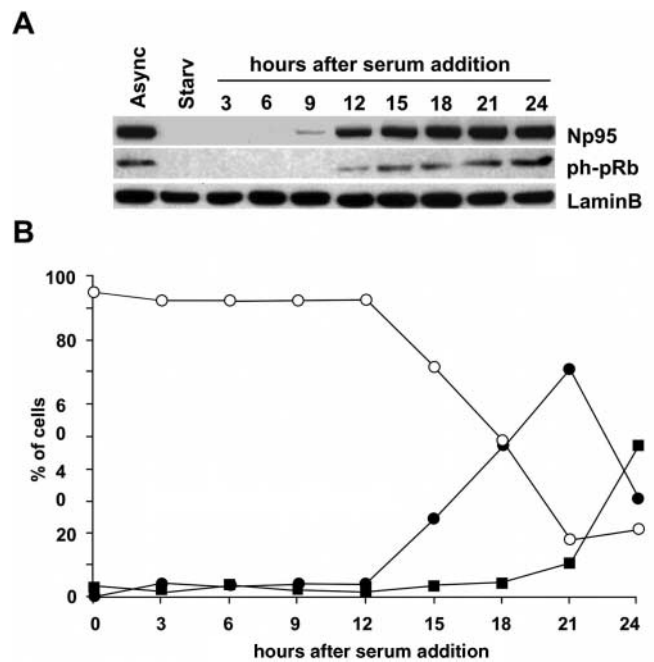 A
Async
Starv
hours after serum addition
3 6 9 12 15 18 21 24
Np95
ph-pRb
LaminB
B
100
80
6
0
4
0
20
0
% of cells
0 3 6 9 12 15 18 21 24
hours after serum addition